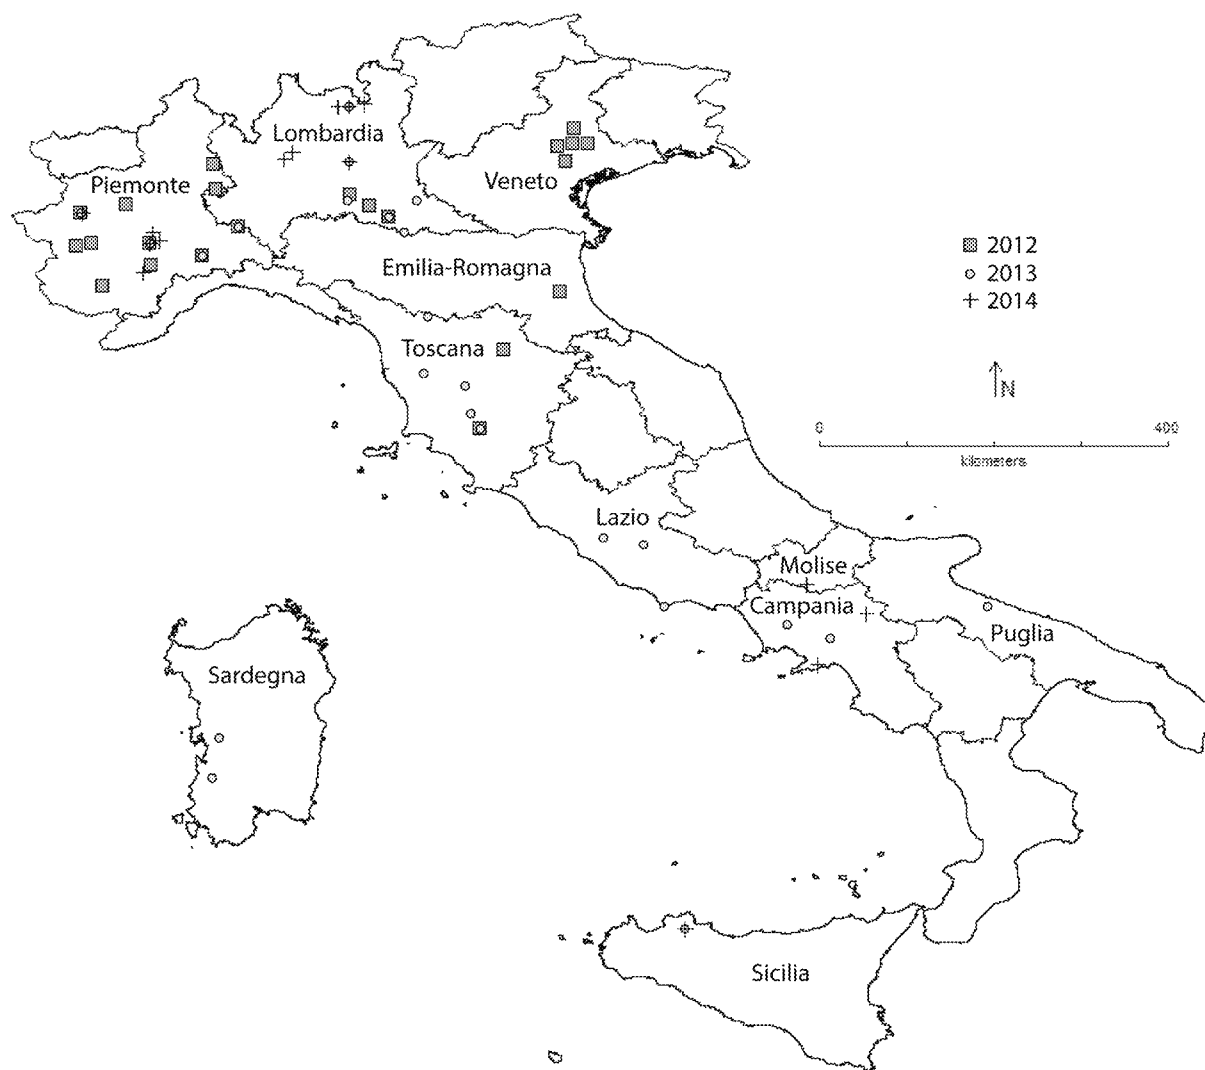 Lombardia
Piemonte
Veneto
Emilia-Romagna
2012
2013
2014
Toscana
N
0
400
kilometers
Lazio
Molise
Campania
Puglia
Sardegna
Sicilia